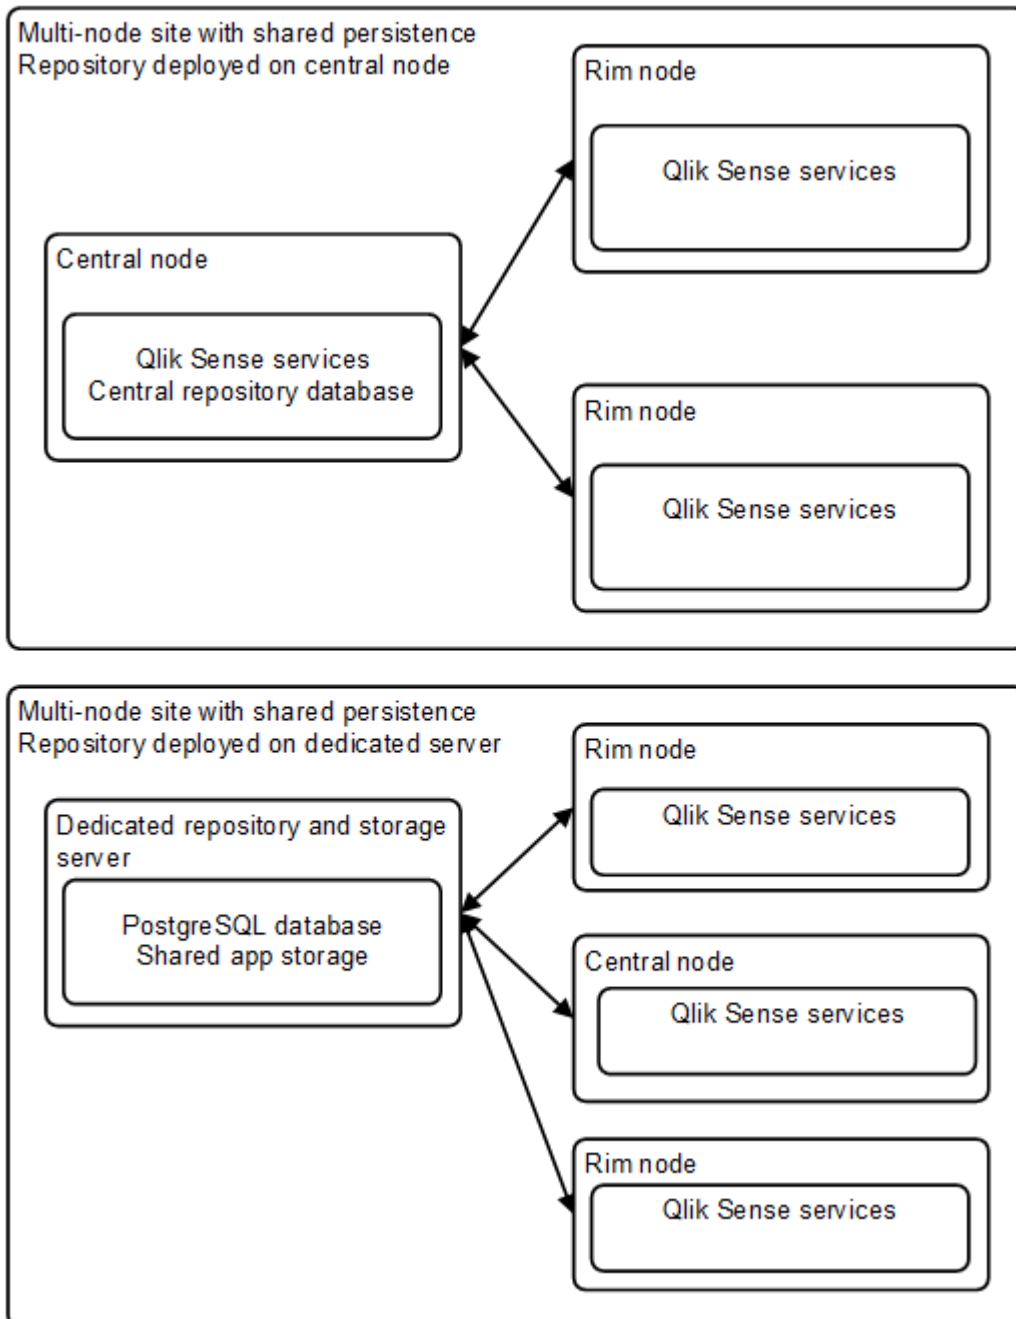 Multi-node site with shared persistence
Repository deployed on central node
Rim node
Qlik Sense services
Central node
Qlik Sense services
Central repository database
Rim node
Qlik Sense services
Multi-node site with shared persistence
Repository deployed on dedicated server
Rim node
Qlik Sense services
Dedicated repository and storage
server
PostgreSQL database
Shared app storage
Central node
Qlik Sense services
Rim node
Qlik Sense services